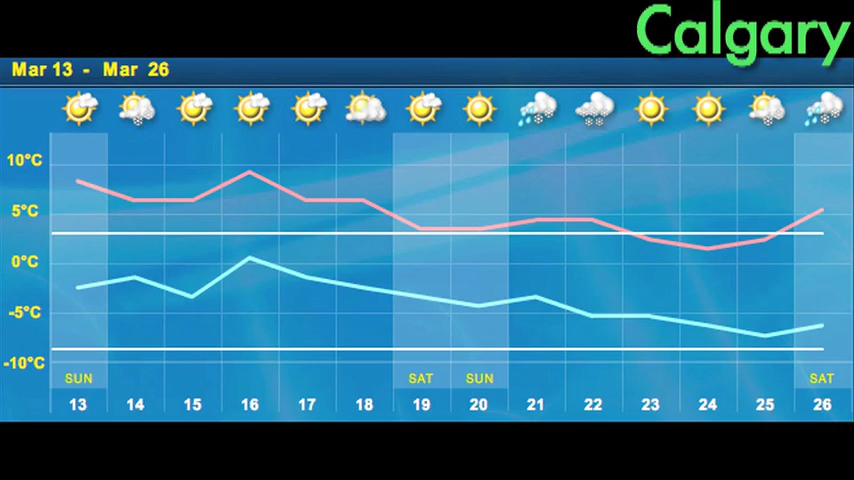 Calgary
Mar 13 - Mar 26
10°C
5°C
0°C
-5°C
-10°C
SUN SAT SUN SAT
13 14 15 16 17 18 19 20 21 22 23 24 25 26